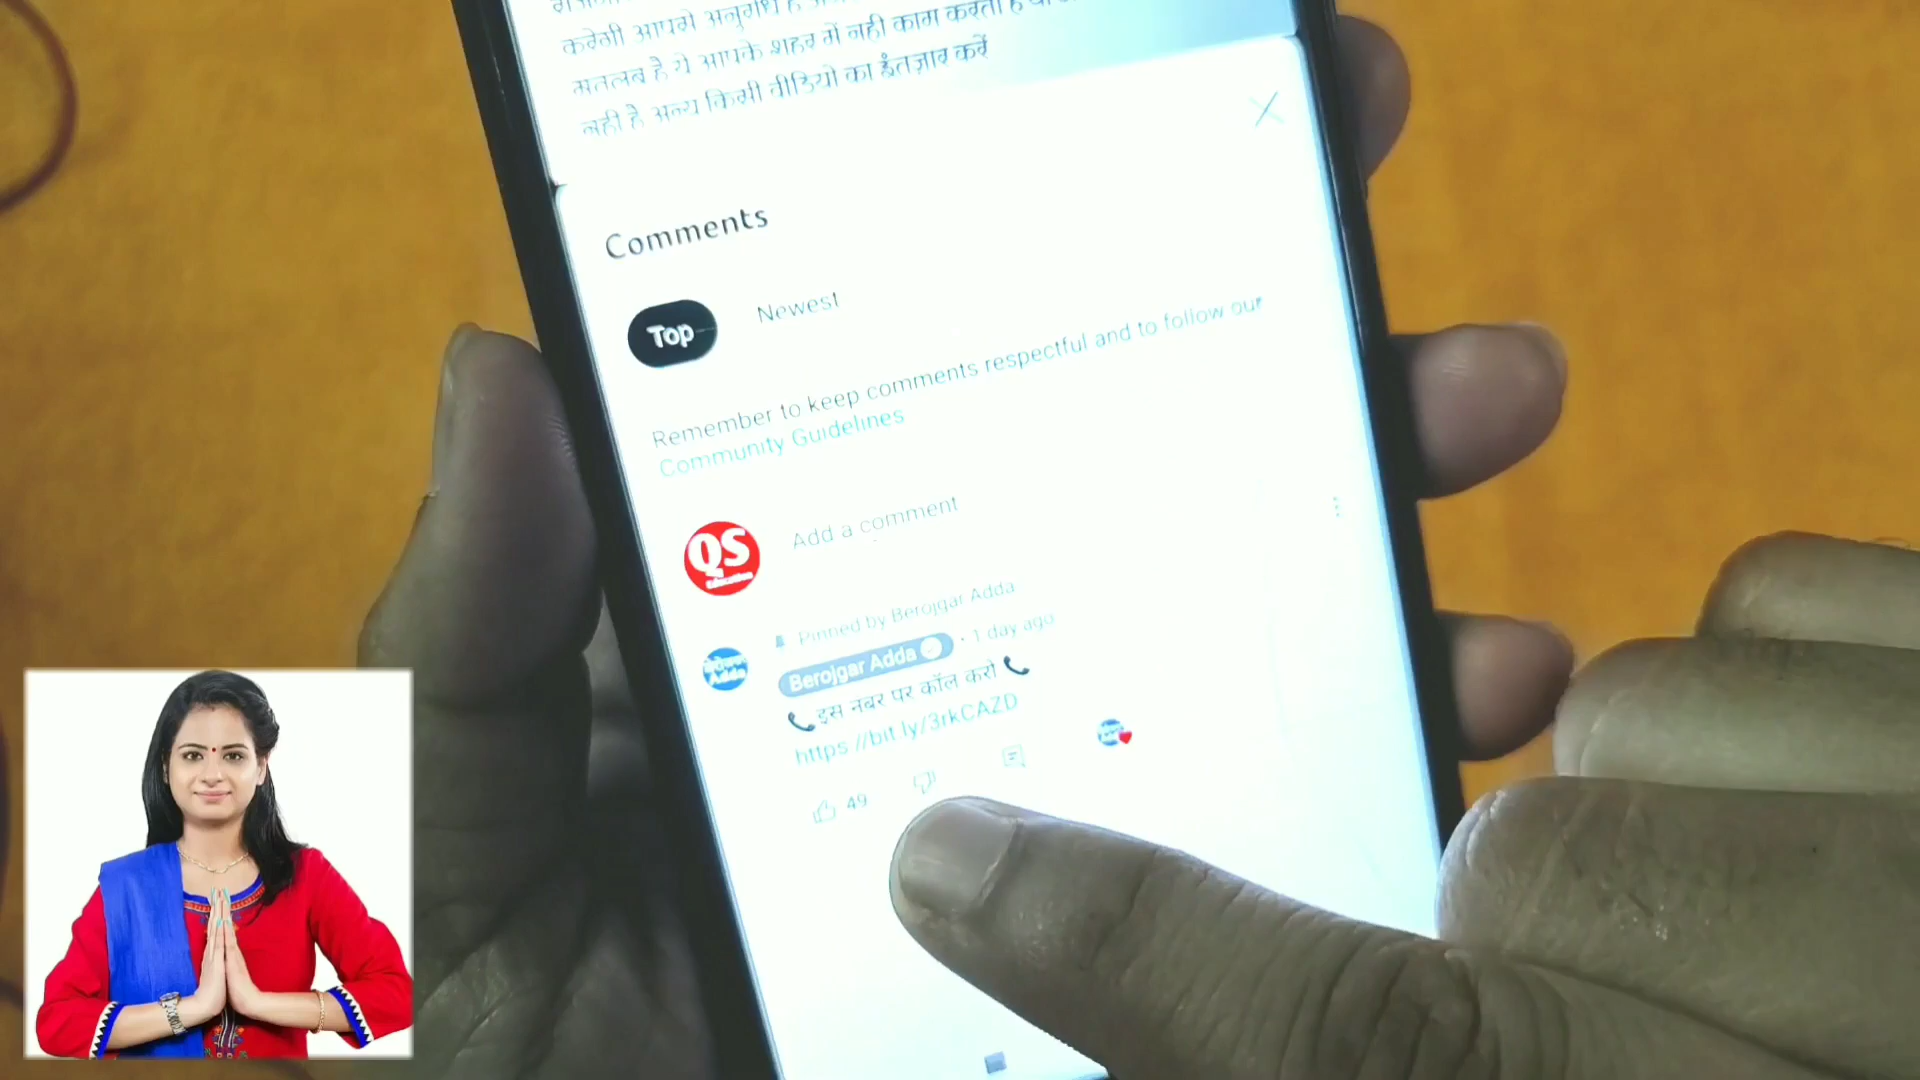 करेगी आपसे अनुरोध है
मतलब है ये आपके शहर में नही काम करती है
नही है अन्य किसी वीडियो का इंतज़ार करें
Comments
Top
Newest
Remember to keep comments respectful and to follow our
Community Guidelines
QS
Add a comment
Pinned by Berojgar Adda
Adda
Berojgar Adda · 1 day ago
इस नंबर पर कॉल करो
https://bit.ly/3rkCAZD
49